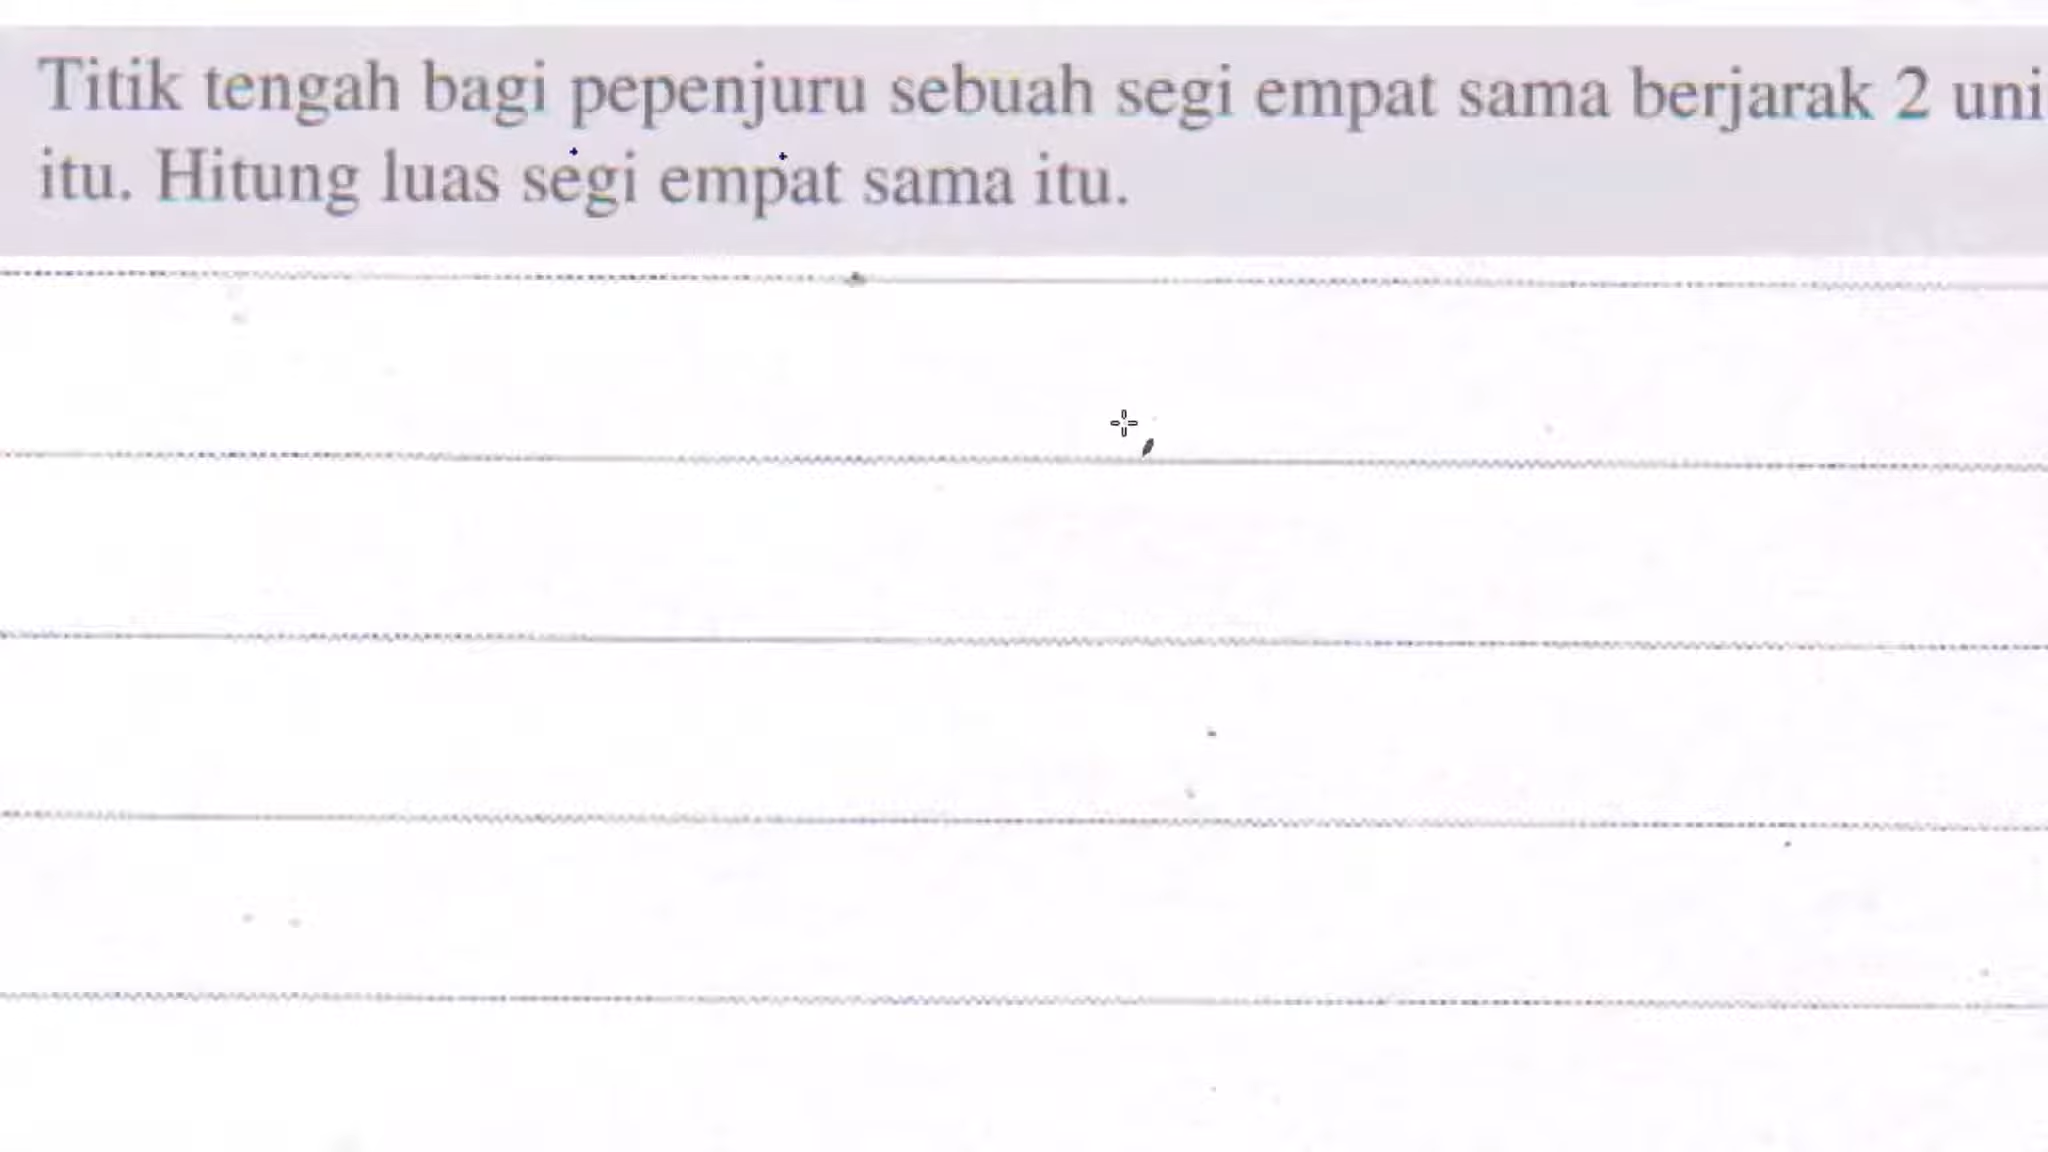 Titik tengah bagi pepenjuru sebuah segi empat sama berjarak 2 uni
itu. Hitung luas segi empat sama itu.